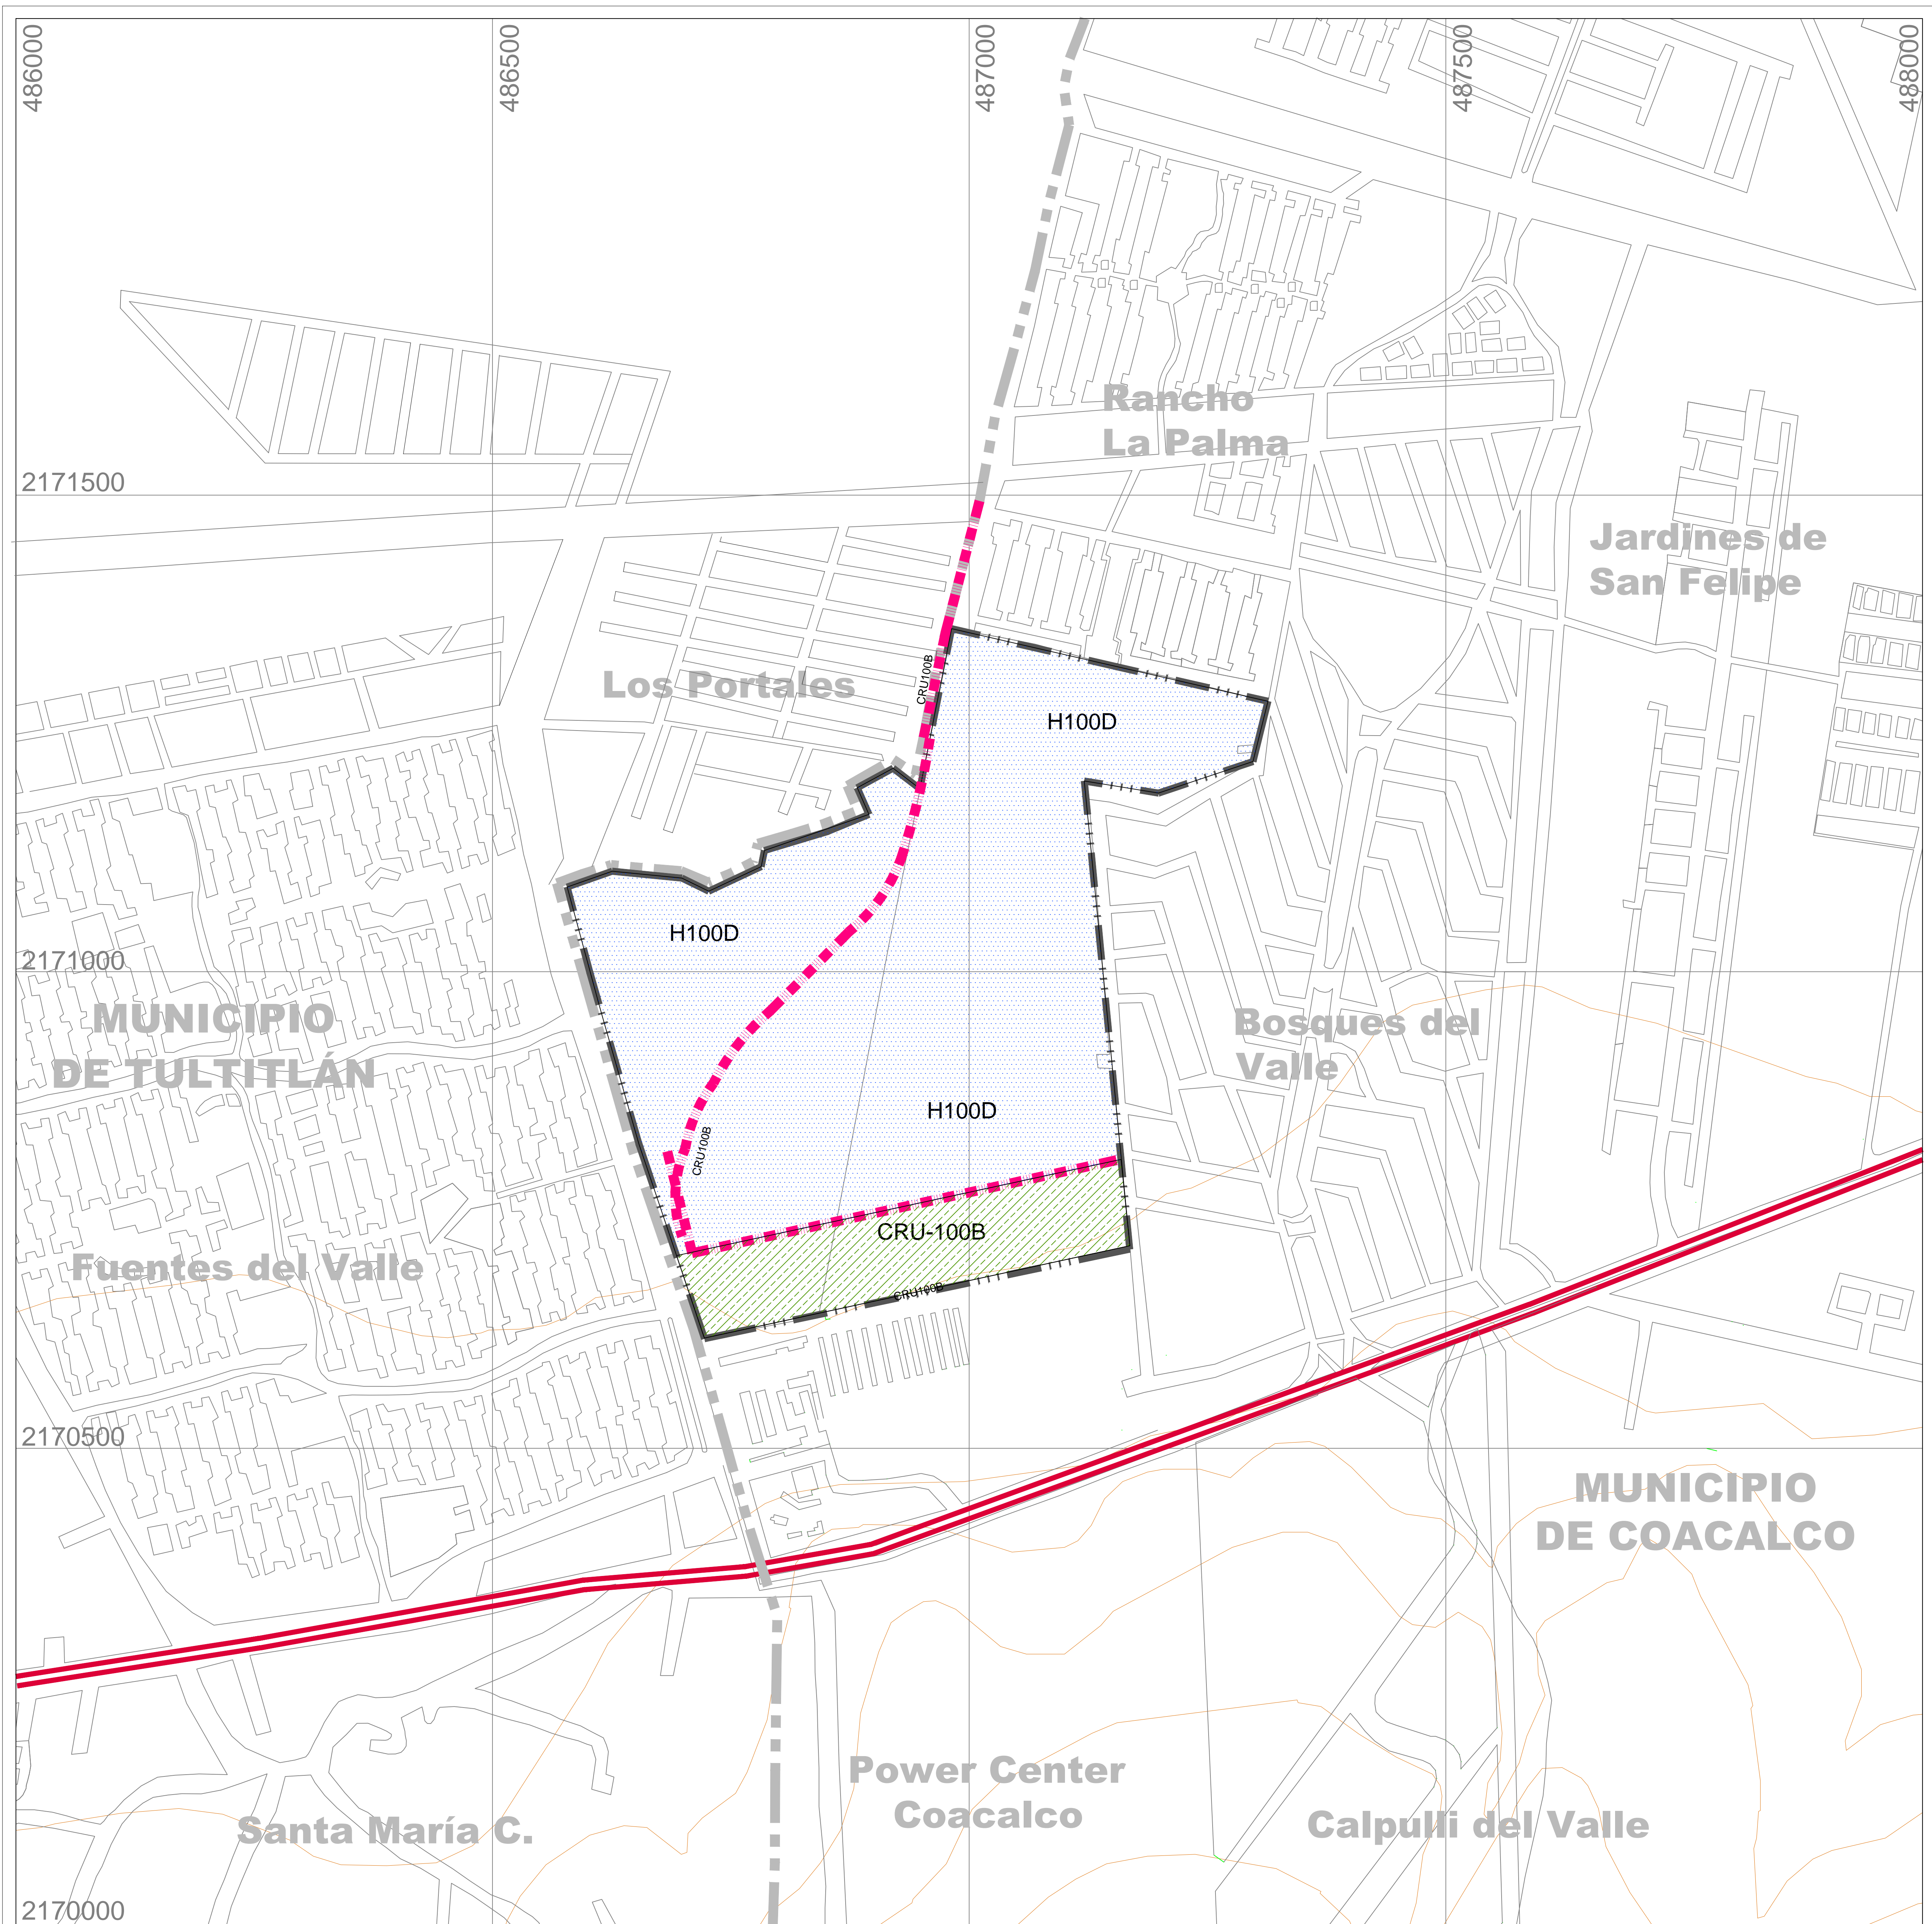 486000
486500
487000
487500
488000
Rancho
La Palma
2171500
Jardines de
San Felipe
CRU100B
Los Portales
H100D
H100D
2171000
MUNICIPIO
DE TULTITLÁN
Bosques del
Valle
H100D
CRU100B
CRU-100B
Fuentes del Valle
CRU100B
2170500
MUNICIPIO
DE COACALCO
Power Center
Coacalco
Santa María C.
Calpulli del Valle
2170000